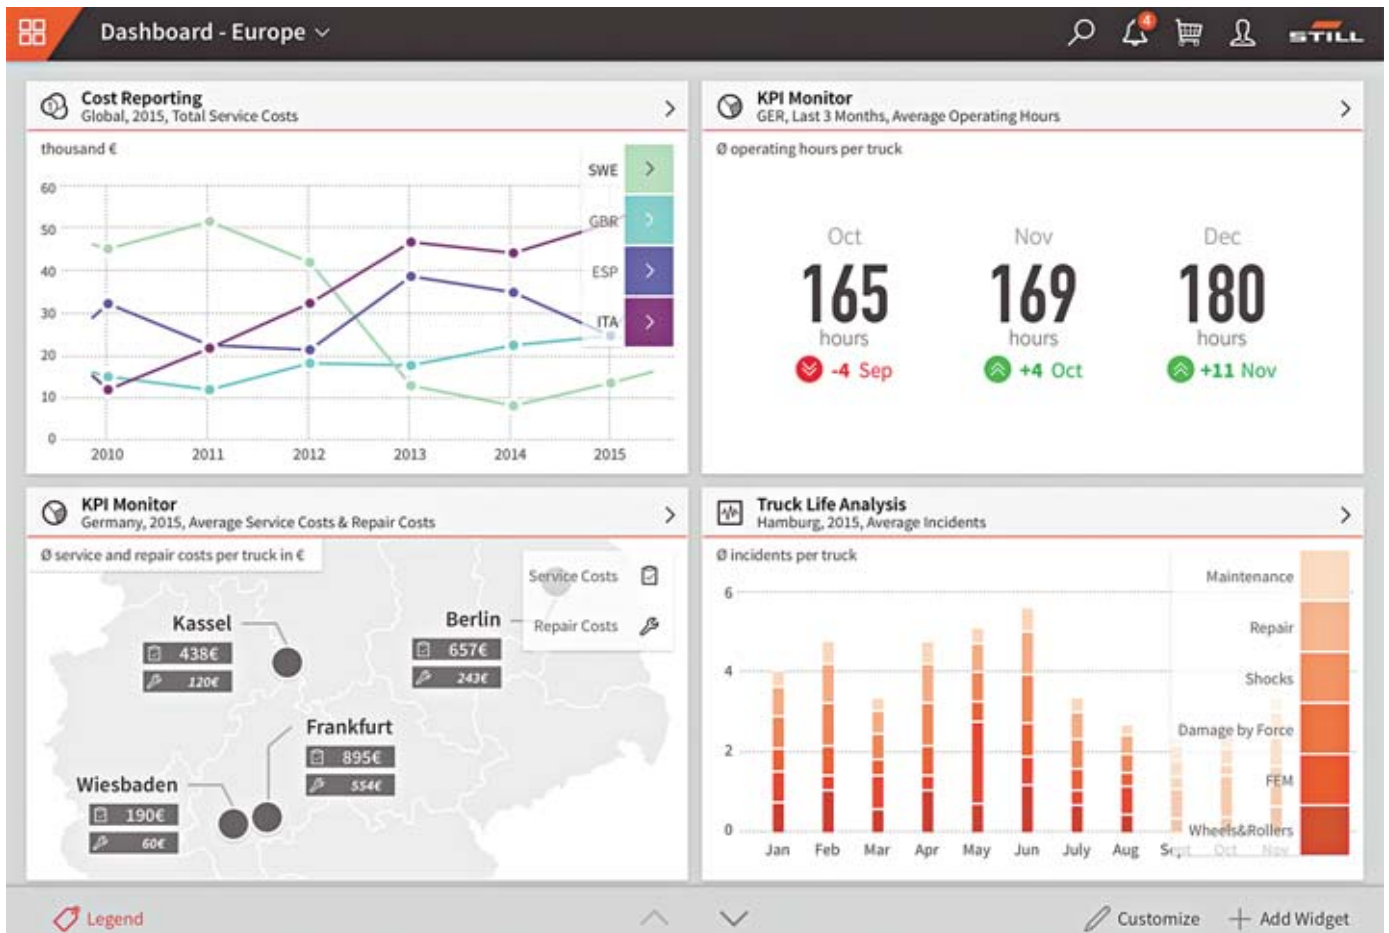 Dashboard - Europe
4
STILL
Cost Reporting
Global, 2015, Total Service Costs
thousand €
60
50
40
30
20
10
0
2010 2011 2012 2013 2014 2015
SWE
GBR
ESP
ITA
KPI Monitor
GER, Last 3 Months, Average Operating Hours
Ø operating hours per truck
Oct Nov Dec
165 169 180
hours hours hours
-4 Sep +4 Oct +11 Nov
KPI Monitor
Germany, 2015, Average Service Costs & Repair Costs
Ø service and repair costs per truck in €
Service Costs
Repair Costs
Kassel
438€
120€
Berlin
657€
243€
Frankfurt
895€
554€
Wiesbaden
190€
60€
Truck Life Analysis
Hamburg, 2015, Average Incidents
Ø incidents per truck
6
4
2
0
Jan Feb Mar Apr May Jun July Aug Sept Oct Nov
Maintenance
Repair
Shocks
Damage by Force
FEM
Wheels&Rollers
Legend
Customize
Add Widget